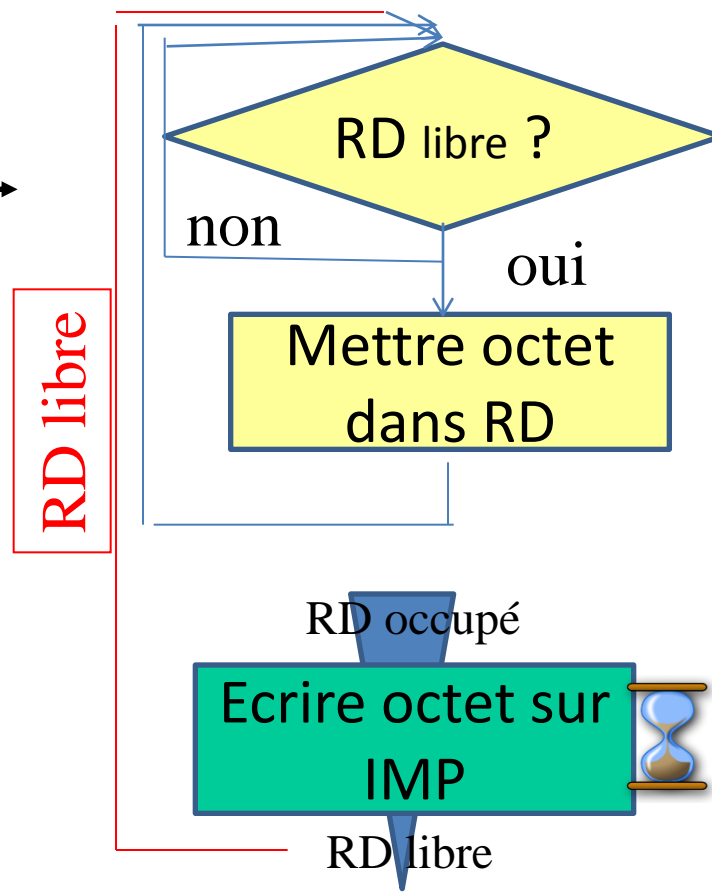 RD libre ?
non
oui
Mettre octet
dans RD
RD libre
RD occupé
Ecrire octet sur
IMP
RD libre